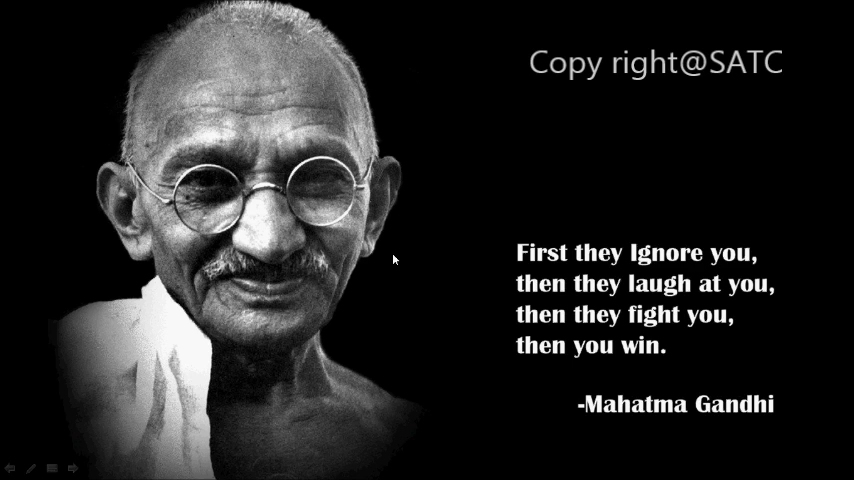 Copy right@SATC
First they Ignore you,
then they laugh at you,
then they fight you,
then you win.
-Mahatma Gandhi